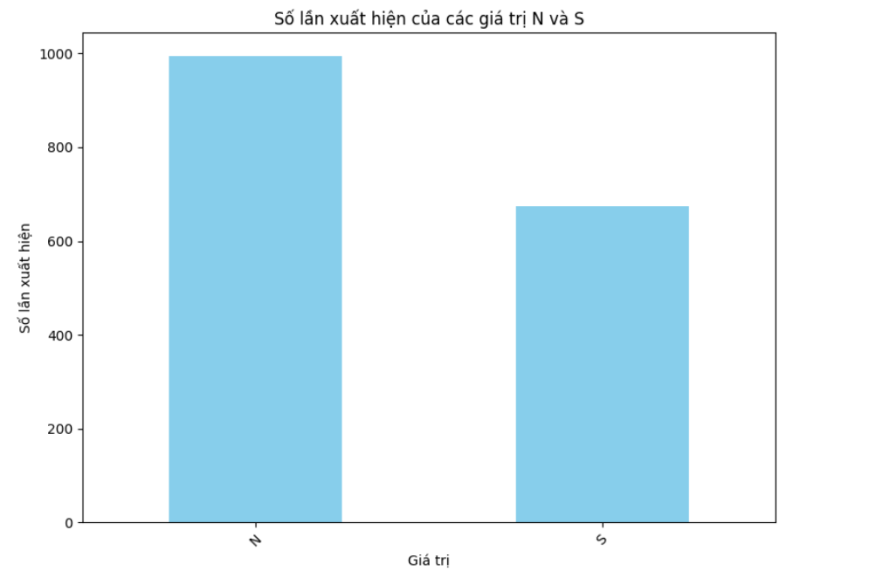 Số lần xuất hiện của các giá trị N và S
Số lần xuất hiện
1000
800
600
400
200
0
N
S
Giá trị